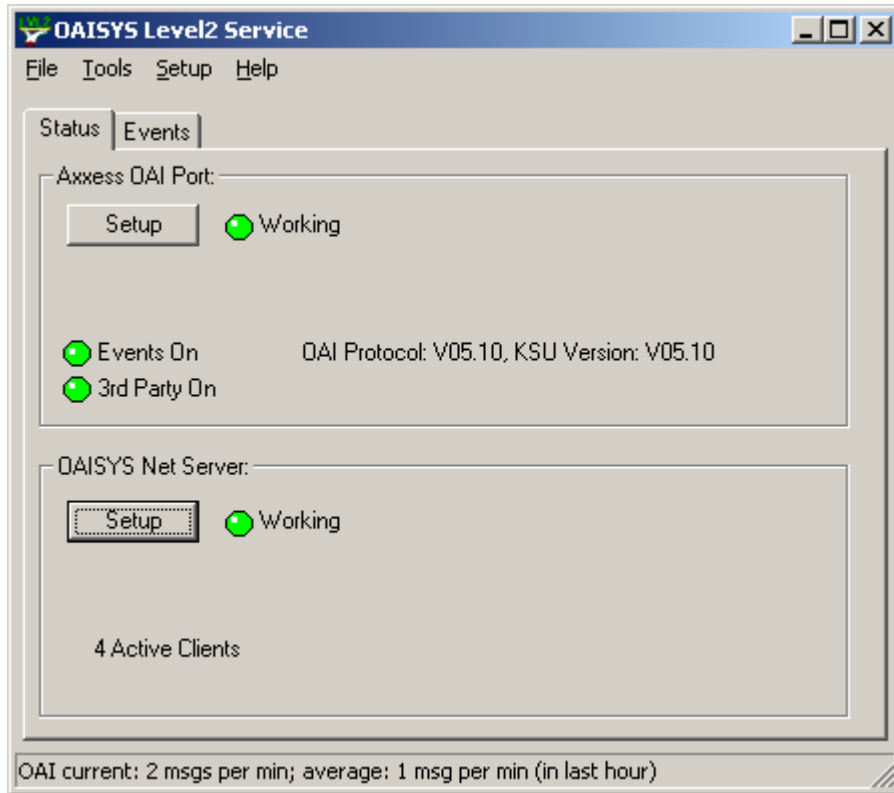 OAISYS Level2 Service
File Tools Setup Help
Status Events
Axxess OAI Port:
Setup Working
Events On OAI Protocol: V05.10, KSU Version: V05.10
3rd Party On
OAISYS Net Server:
Setup Working
4 Active Clients
OAI current: 2 msgs per min; average: 1 msg per min (in last hour)